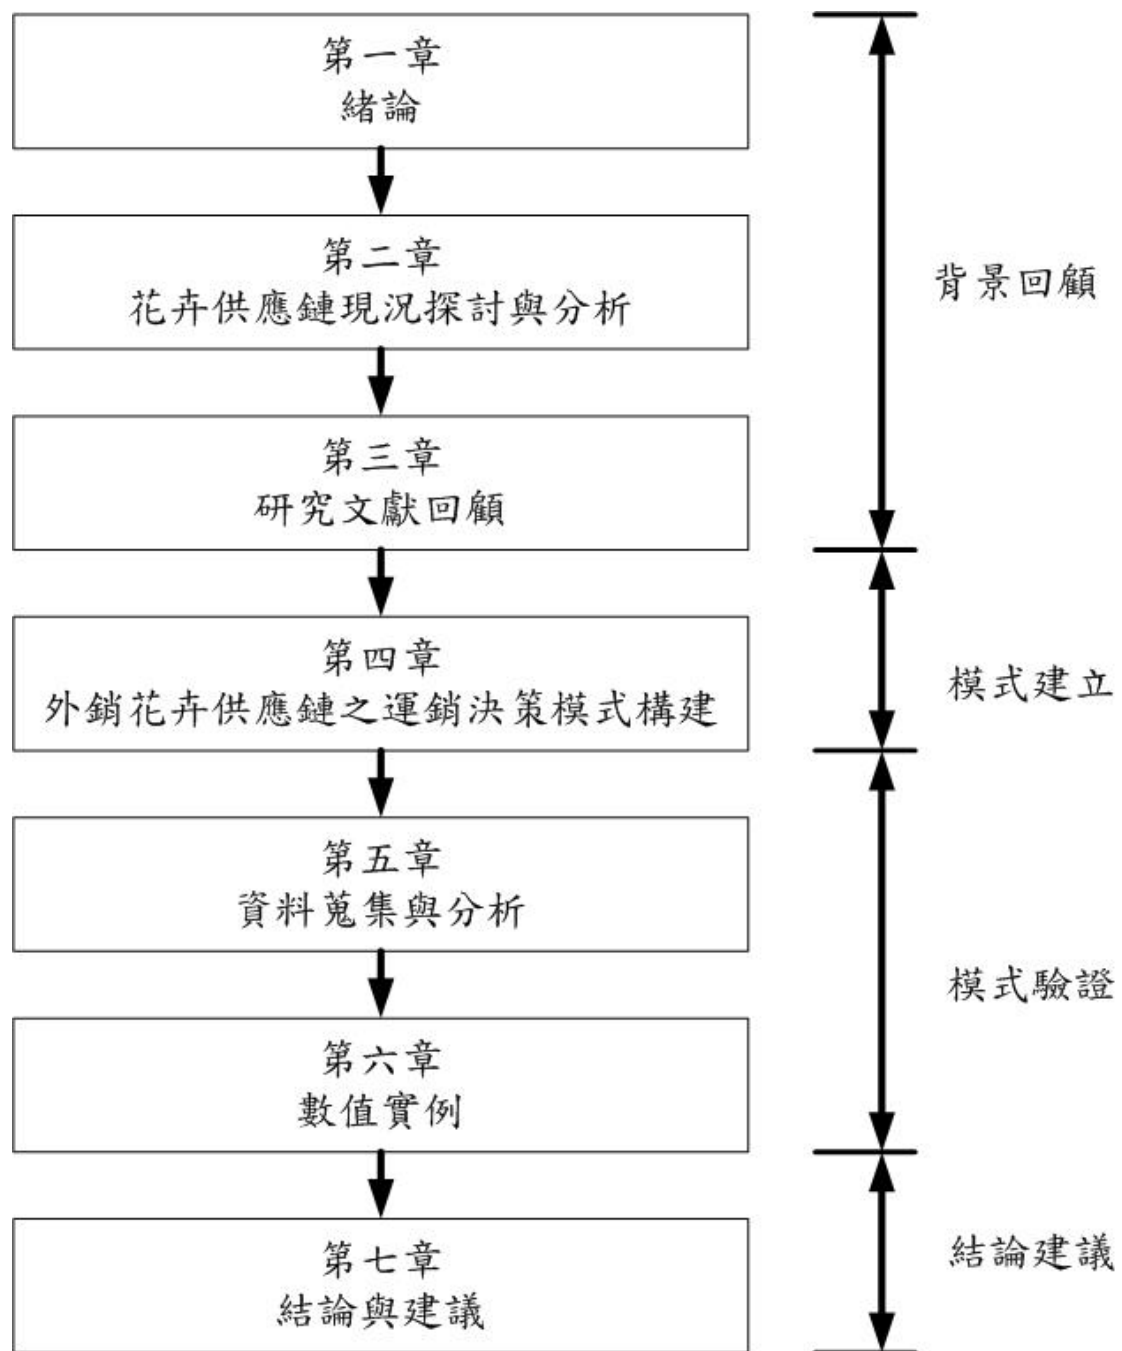 第一章
緒論
第二章
花卉供應鏈現況探討與分析
第三章
研究文獻回顧
背景回顧
第四章
外銷花卉供應鏈之運銷決策模式構建
模式建立
第五章
資料蒐集與分析
第六章
數值實例
模式驗證
第七章
結論與建議
結論建議